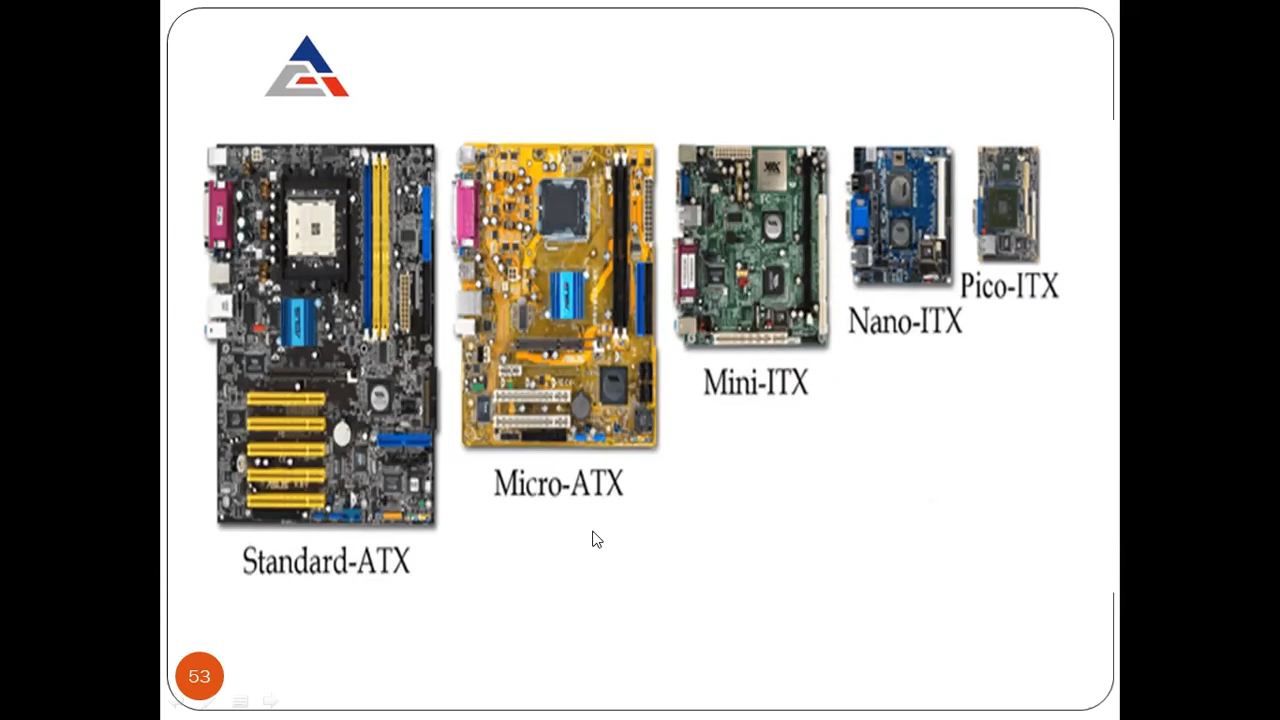 Standard-ATX
Micro-ATX
Mini-ITX
Nano-ITX
Pico-ITX
53